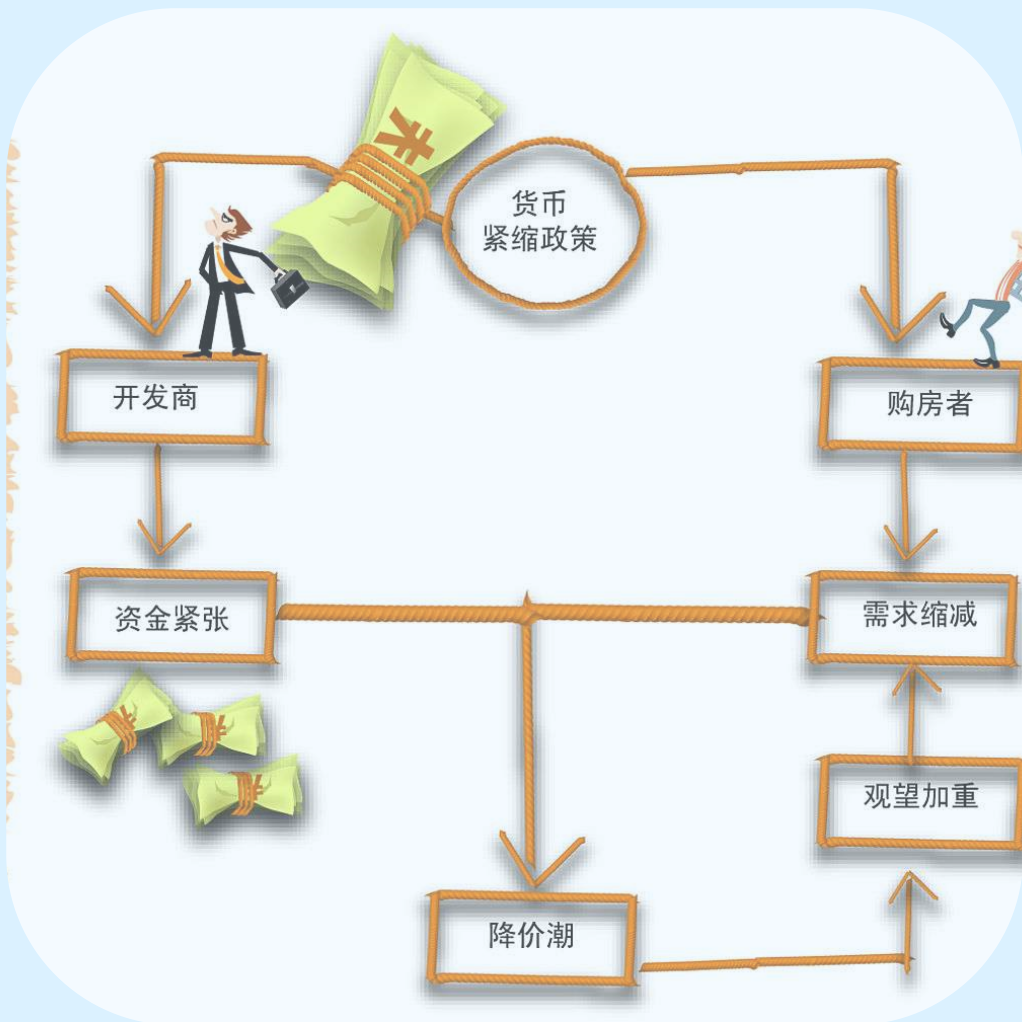 货币
紧缩政策
开发商
购房者
资金紧张
需求缩减
观望加重
降价潮